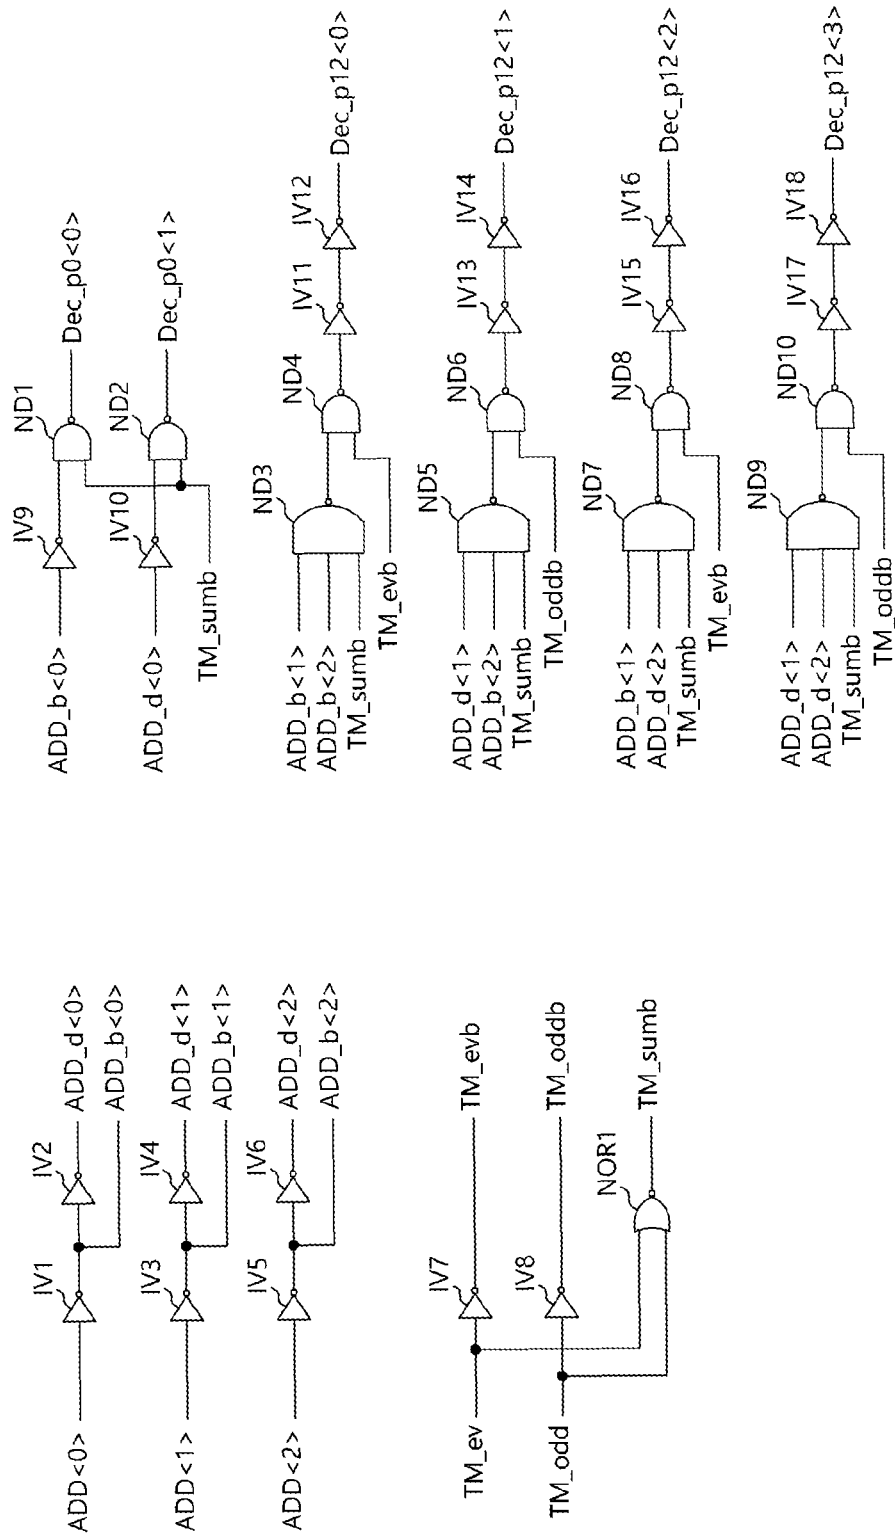 ADD<0>
IV1
IV2
ADD_d<0>
ADD_b<0>
ADD<1>
IV3
IV4
ADD_d<1>
ADD_b<1>
ADD<2>
IV5
IV6
ADD_d<2>
ADD_b<2>
TM_ev
IV7
TM_evb
TM_odd
IV8
TM_oddb
NOR1
TM_sumb
ADD_b<0>
IV9
ND1
Dec_p0<0>
ADD_d<0>
IV10
ND2
Dec_p0<1>
TM_sumb
ADD_b<1>
ADD_b<2>
TM_sumb
TM_evb
ND3
ND4
IV11
IV12
Dec_p12<0>
ADD_d<1>
ADD_b<2>
TM_sumb
TM_oddb
ND5
ND6
IV13
IV14
Dec_p12<1>
ADD_b<1>
ADD_d<2>
TM_sumb
TM_evb
ND7
ND8
IV15
IV16
Dec_p12<2>
ADD_d<1>
ADD_d<2>
TM_sumb
TM_oddb
ND9
ND10
IV17
IV18
Dec_p12<3>